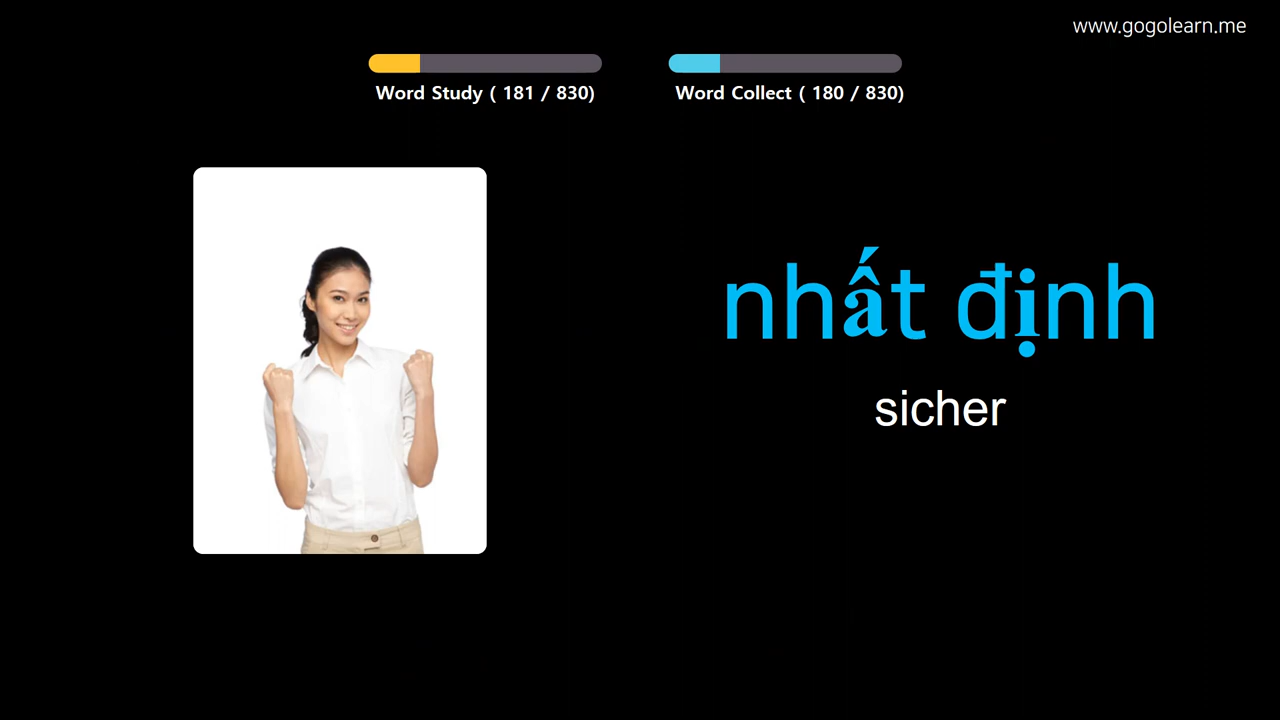 www.gogolearn.me
Word Study ( 181 / 830)
Word Collect ( 180 / 830)
nhất định
sicher